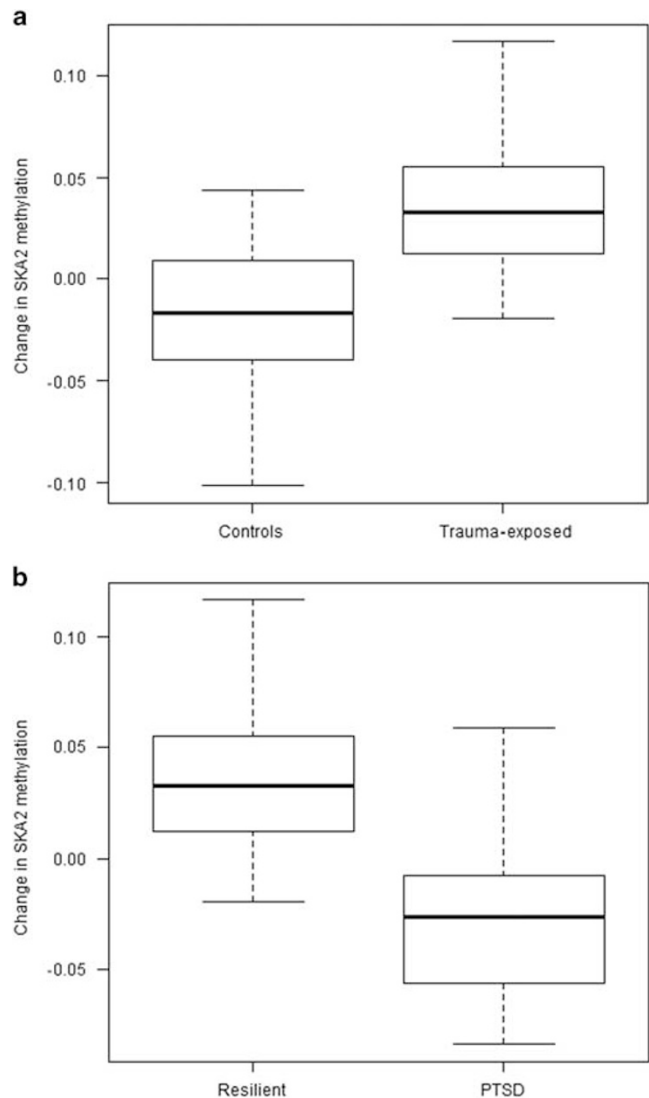 a
Change in SKA2 methylation
0.10
0.05
0.00
-0.05
-0.10
Controls
Trauma-exposed
b
Change in SKA2 methylation
0.10
0.05
0.00
-0.05
Resilient
PTSD